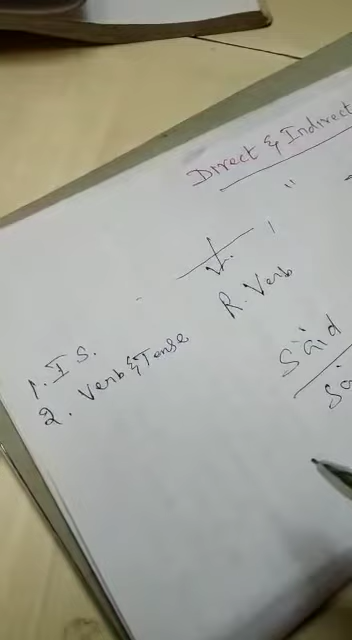 Direct & Indirect
"
R. Verb
1. I S.
2. Verb & Tense
Said